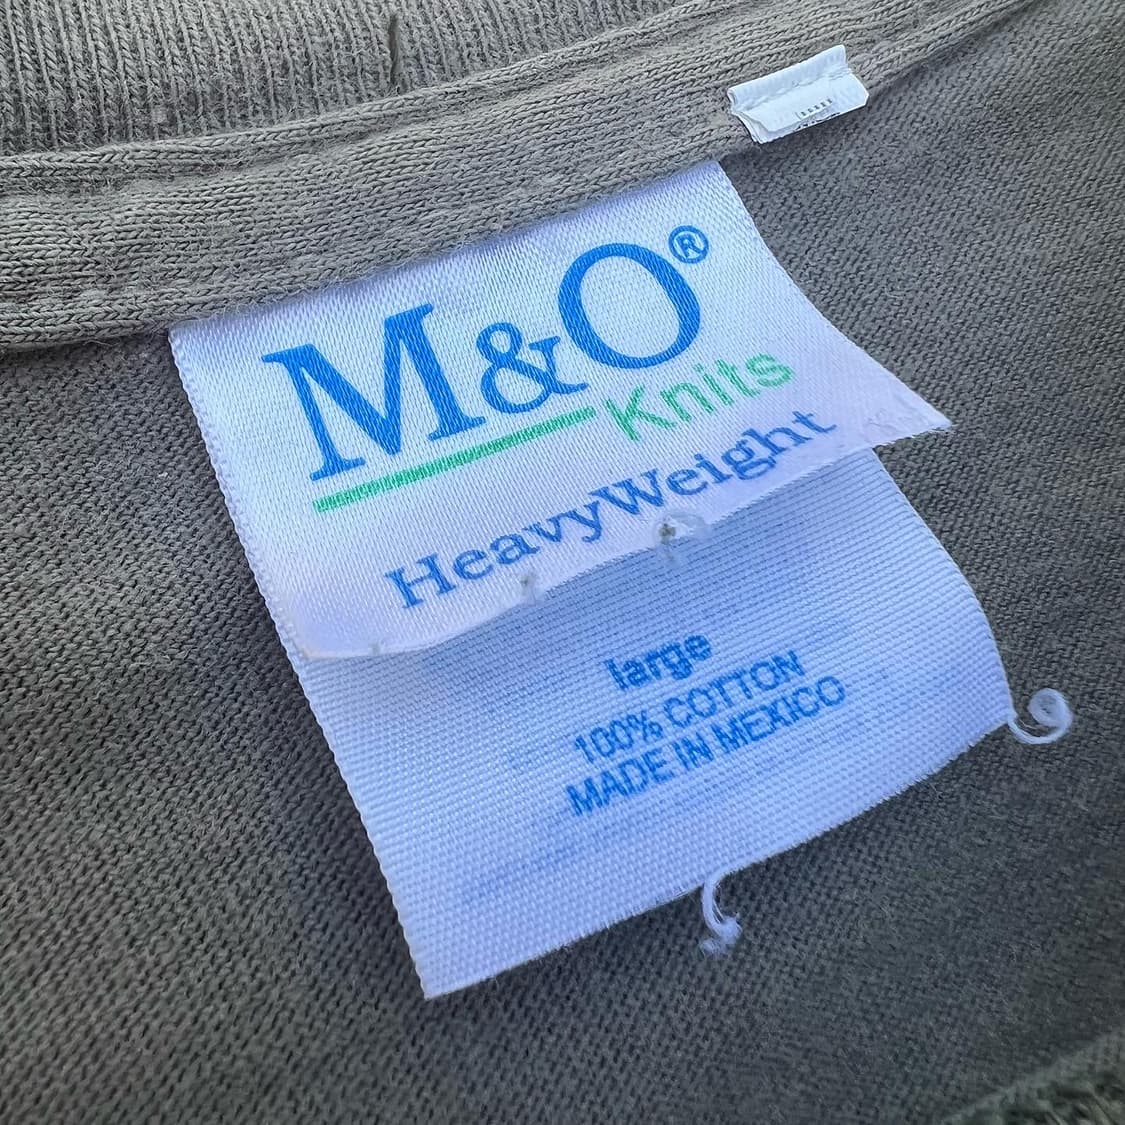 M&O®
Knits
HeavyWeight
large
100% COTTON
MADE IN MEXICO